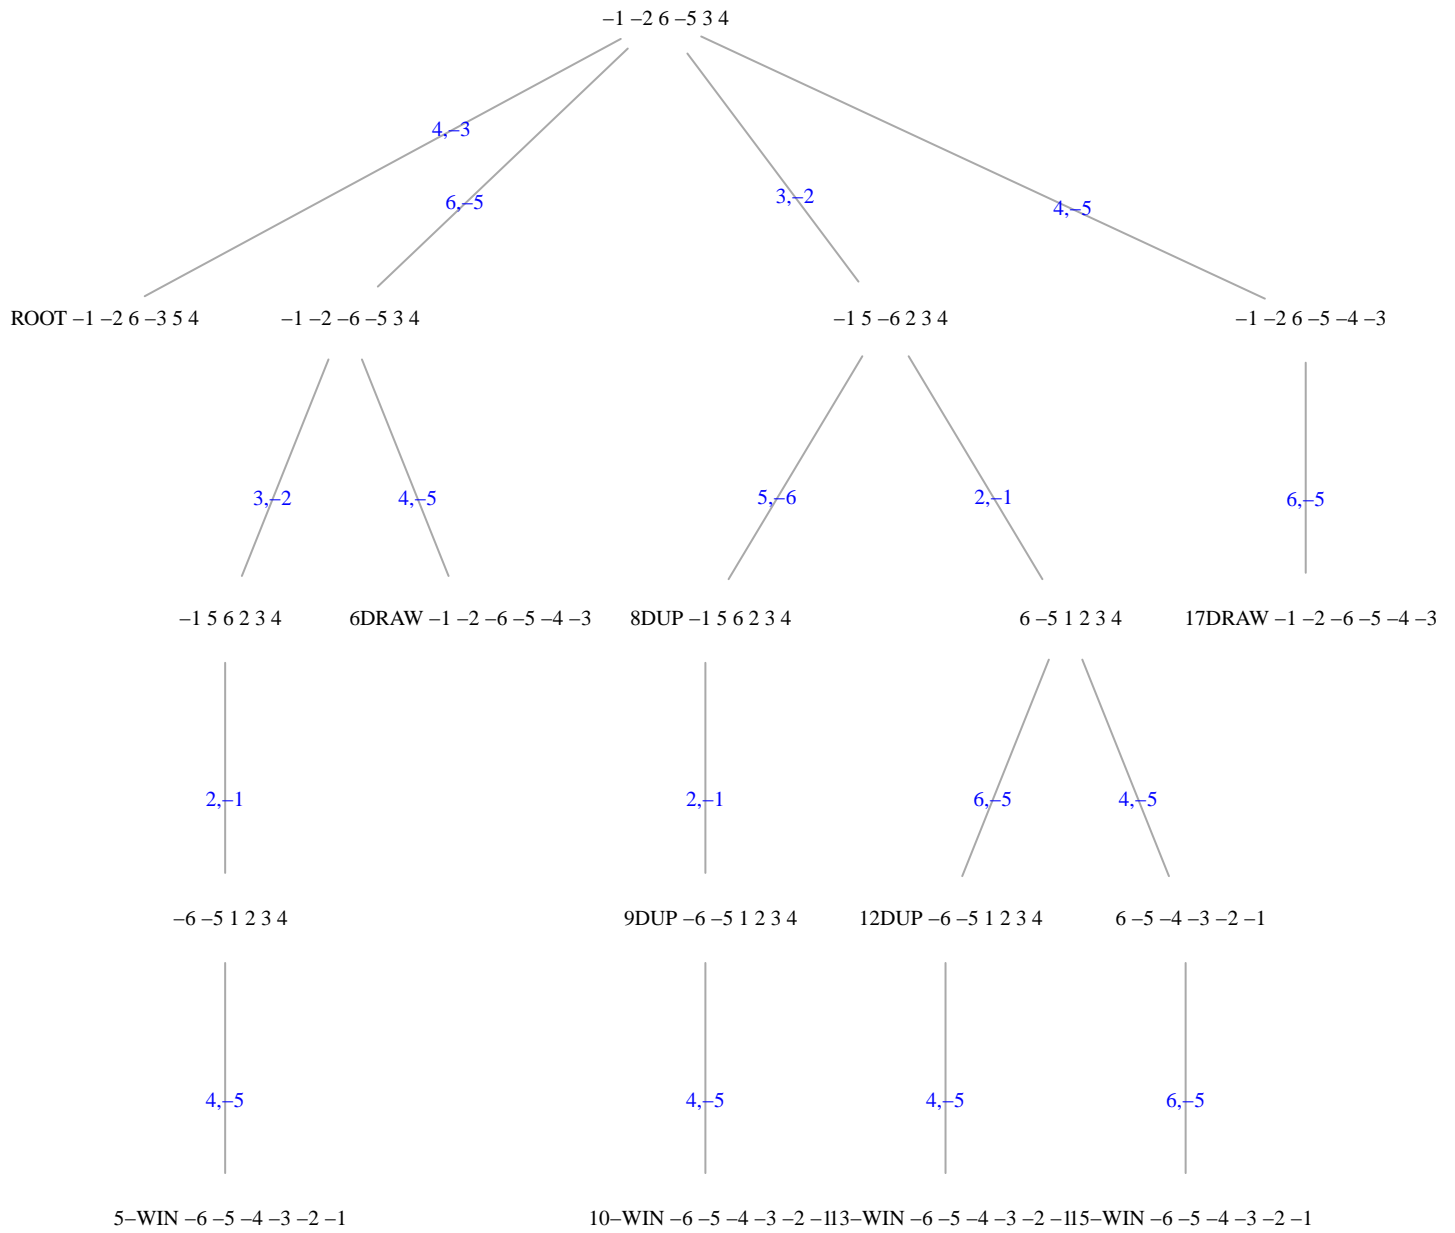 –1 –2 6 –5 3 4
4,–3
6,–5
3,–2
4,–5
ROOT –1 –2 6 –3 5 4
–1 –2 –6 –5 3 4
–1 5 –6 2 3 4
–1 –2 6 –5 –4 –3
3,–2
4,–5
5,–6
2,–1
6,–5
–1 5 6 2 3 4
6DRAW –1 –2 –6 –5 –4 –3
8DUP –1 5 6 2 3 4
6 –5 1 2 3 4
17DRAW –1 –2 –6 –5 –4 –3
2,–1
2,–1
6,–5
4,–5
–6 –5 1 2 3 4
9DUP –6 –5 1 2 3 4
12DUP –6 –5 1 2 3 4
6 –5 –4 –3 –2 –1
4,–5
4,–5
4,–5
6,–5
5–WIN –6 –5 –4 –3 –2 –1
10–WIN –6 –5 –4 –3 –2 –1
13–WIN –6 –5 –4 –3 –2 –1
15–WIN –6 –5 –4 –3 –2 –1